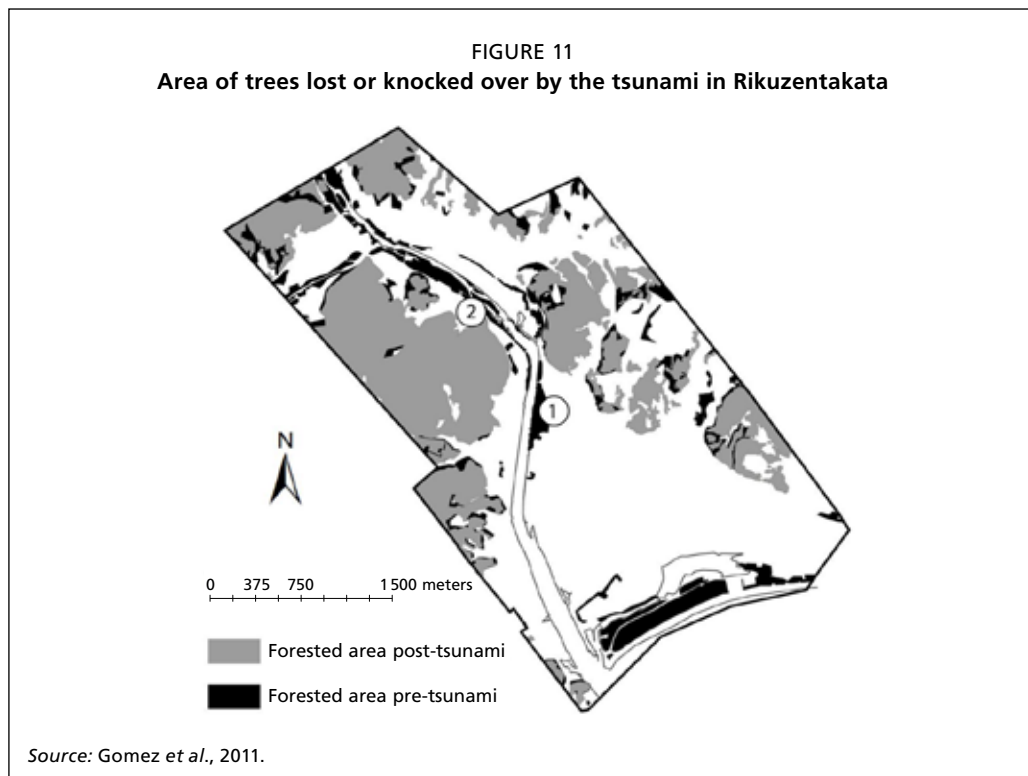 FIGURE 11
Area of trees lost or knocked over by the tsunami in Rikuzentakata
2
1
N
0 375 750 1 500 meters
Forested area post-tsunami
Forested area pre-tsunami
Source: Gomez et al., 2011.